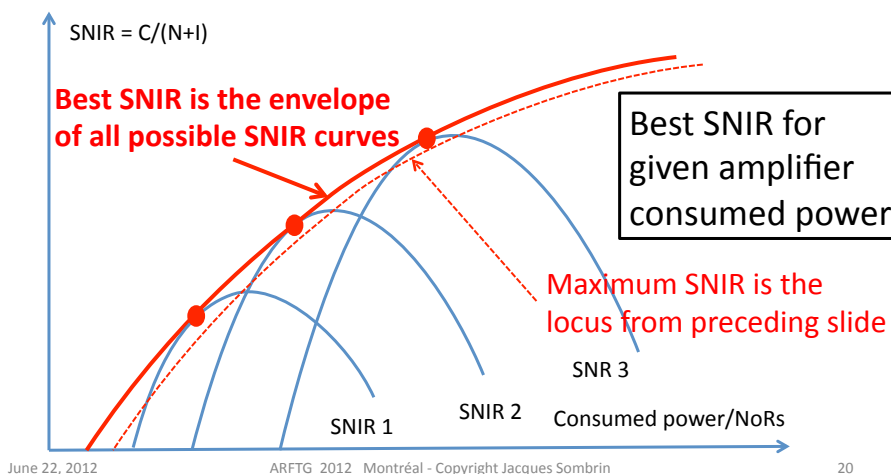 SNIR = C/(N+I)
Best SNIR is the envelope
of all possible SNIR curves
Best SNIR for
given amplifier
consumed power
Maximum SNIR is the
locus from preceding slide
SNR 3
SNIR 2
SNIR 1
Consumed power/NoRs
June 22, 2012
ARFTG 2012 Montréal - Copyright Jacques Sombrin
20